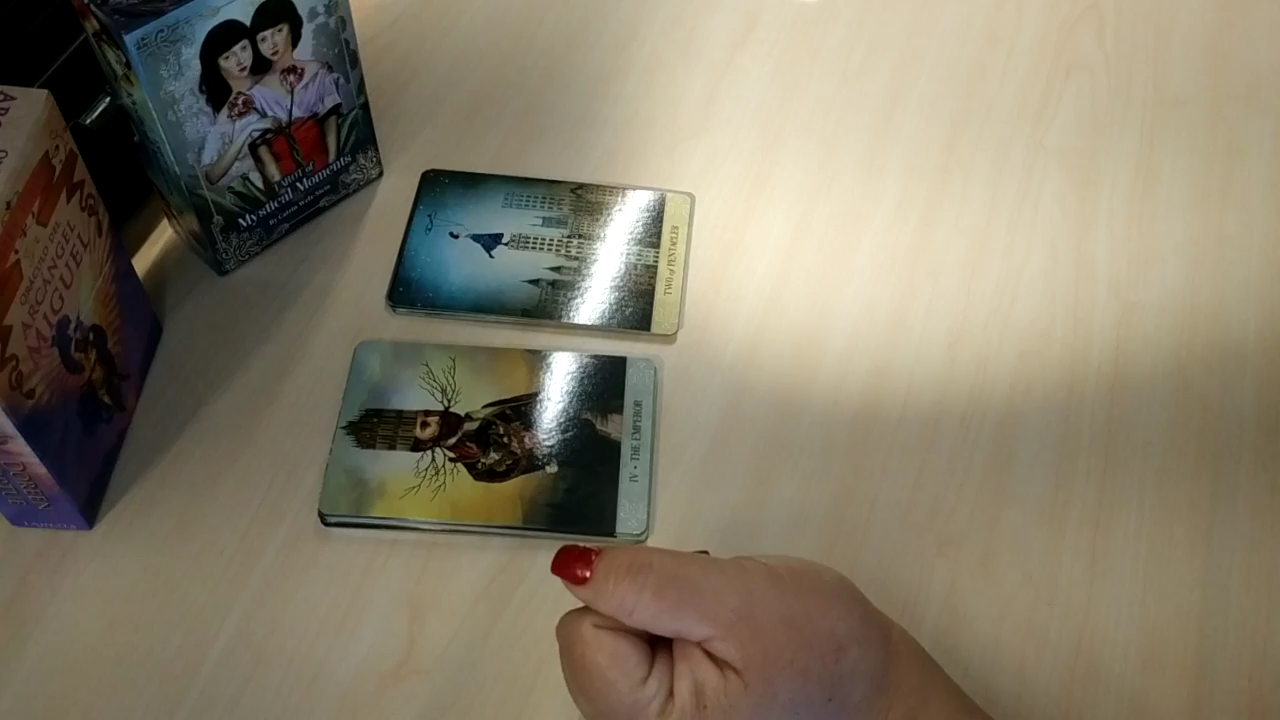 TAROT of
Mystical Moments
By Catrin Welz-Stein
ORÁCULO DEL
ARCÁNGEL
MIGUEL
DOREEN
VIRTUE
TWO of PENTACLES
IV • THE EMPEROR